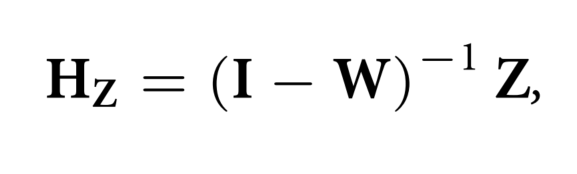 H_Z = (I − W)^{−1} Z,